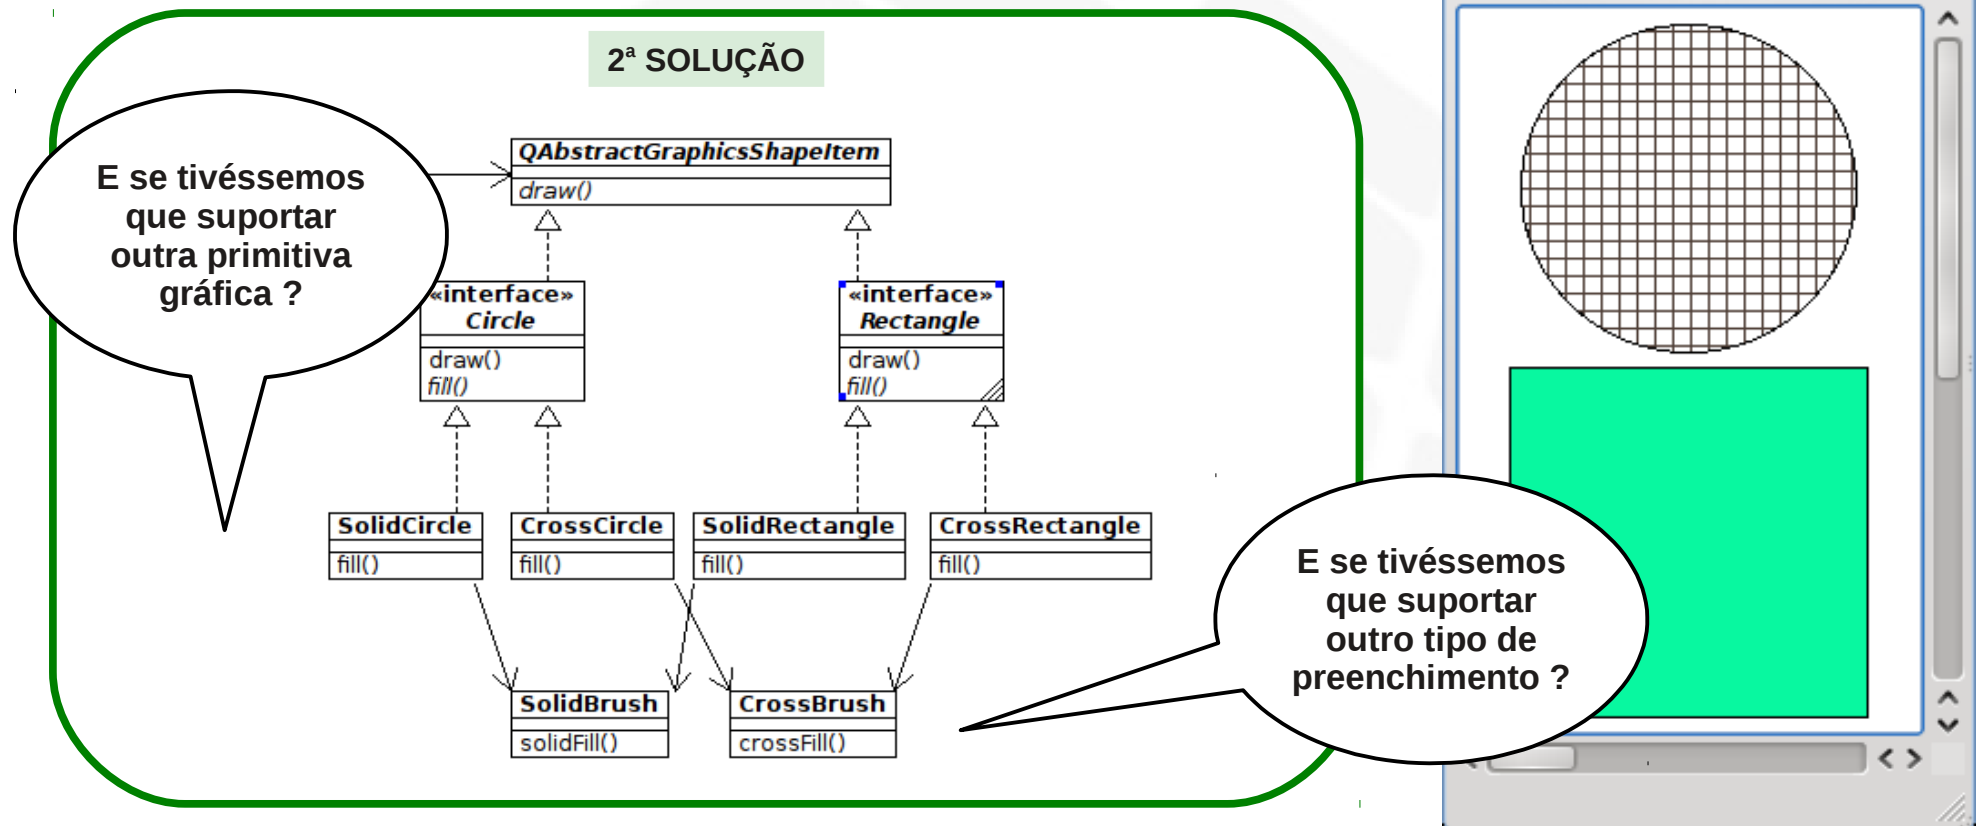 2ª SOLUÇÃO
E se tivéssemos
que suportar
outra primitiva
gráfica ?
QAbstractGraphicsShapeItem
draw()
«interface»
Circle
draw()
fill()
«interface»
Rectangle
draw()
fill()
SolidCircle
fill()
CrossCircle
fill()
SolidRectangle
fill()
CrossRectangle
fill()
SolidBrush
solidFill()
CrossBrush
crossFill()
E se tivéssemos
que suportar
outro tipo de
preenchimento ?